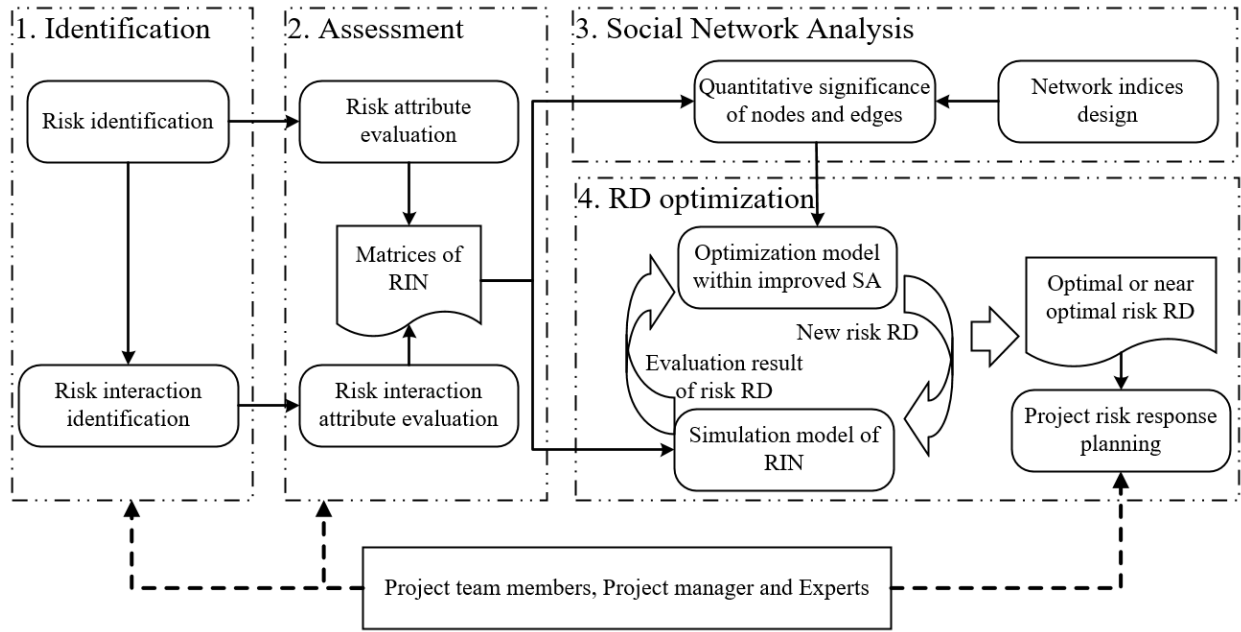 1. Identification
Risk identification
Risk interaction
identification
2. Assessment
Risk attribute
evaluation
Matrices of
RIN
Risk interaction
attribute evaluation
3. Social Network Analysis
Quantitative significance
of nodes and edges
Network indices
design
4. RD optimization
Optimization model
within improved SA
New risk RD
Evaluation result
of risk RD
Simulation model of
RIN
Optimal or near
optimal risk RD
Project risk response
planning
Project team members, Project manager and Experts